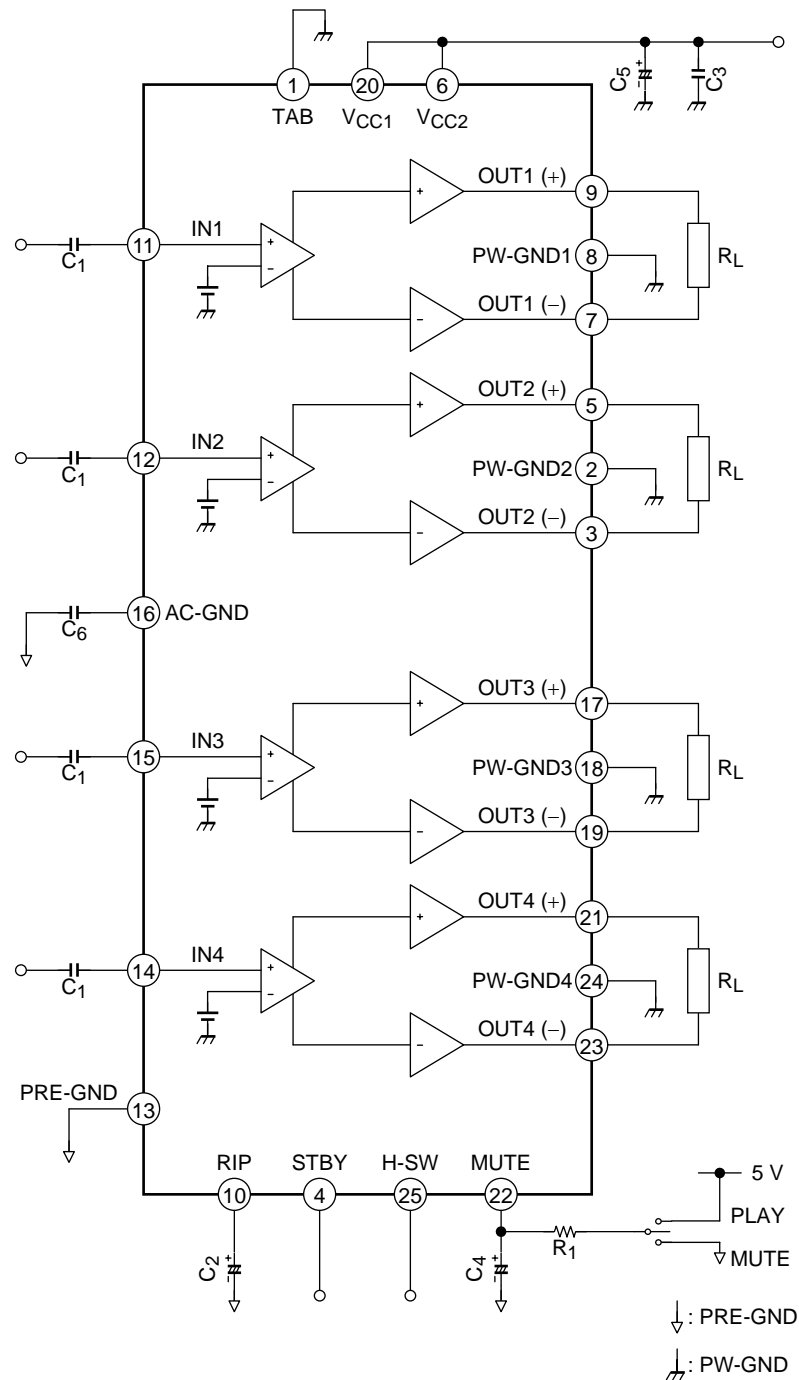 1
20
6
TAB
VCC1
VCC2
C5
+
-
C3
OUT1 (+)
9
+
IN1
11
C1
+
−
PW-GND1
8
RL
OUT1 (−)
7
−
OUT2 (+)
5
+
IN2
12
C1
+
−
PW-GND2
2
RL
OUT2 (−)
3
−
16
AC-GND
C6
OUT3 (+)
17
+
IN3
15
C1
+
−
PW-GND3
18
RL
OUT3 (−)
19
−
OUT4 (+)
21
+
IN4
14
C1
+
−
PW-GND4
24
RL
OUT4 (−)
23
−
PRE-GND
13
RIP
STBY
H-SW
MUTE
10
4
25
22
5 V
PLAY
R1
MUTE
C2
+
-
C4
+
-
: PRE-GND
: PW-GND